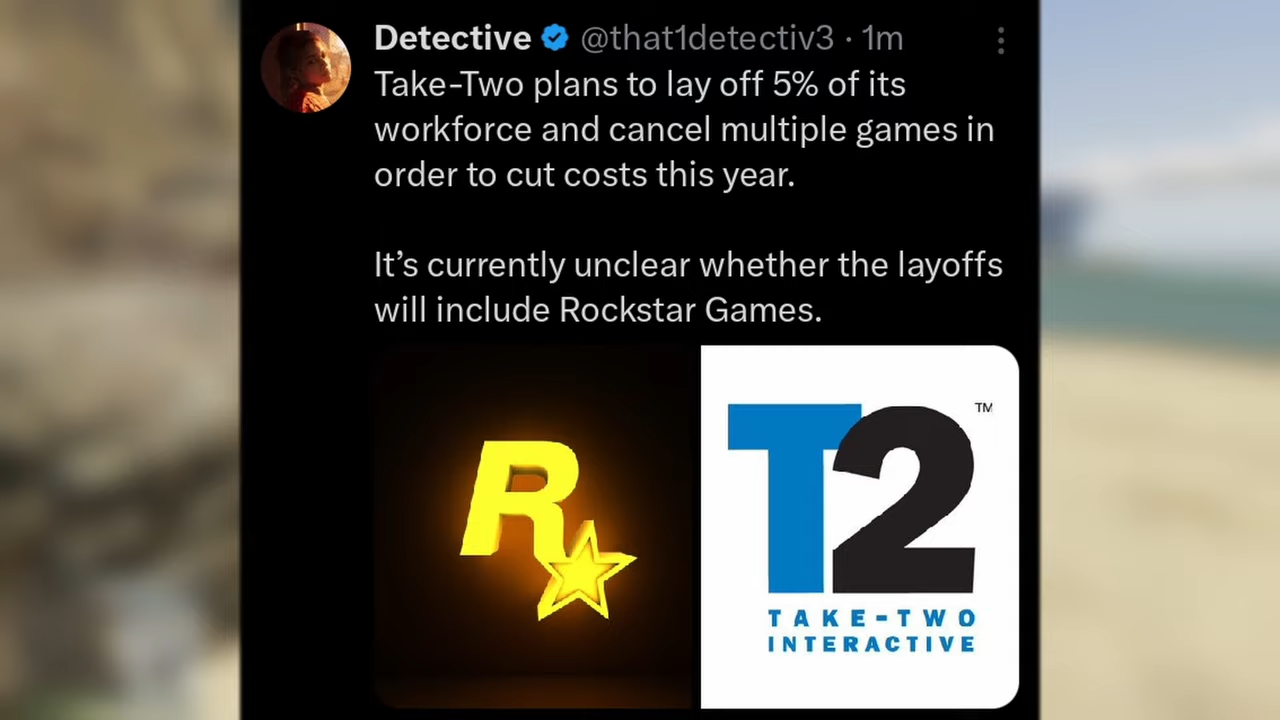 Detective @that1detectiv3 · 1m
Take-Two plans to lay off 5% of its
workforce and cancel multiple games in
order to cut costs this year.
It’s currently unclear whether the layoffs
will include Rockstar Games.
R
T2 ™
TAKE-TWO
INTERACTIVE